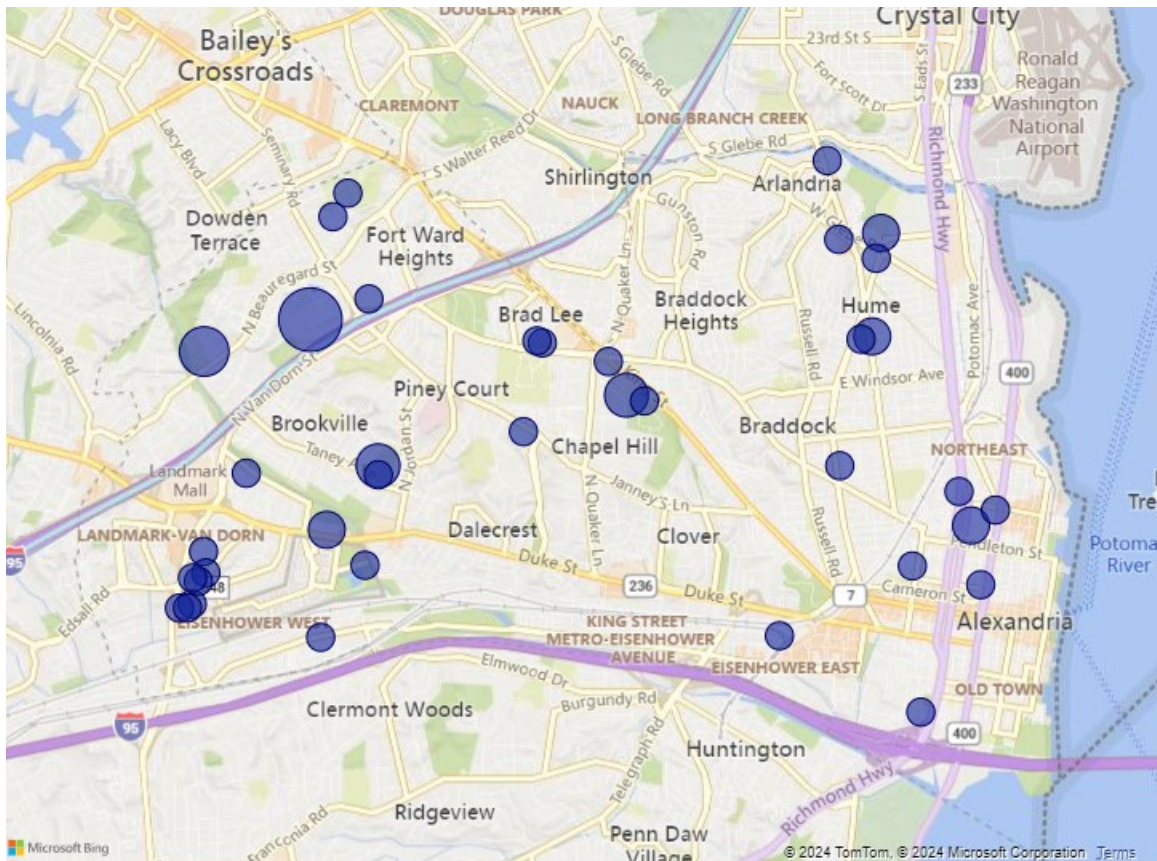 DOUGLAS PARK
Crystal City
Bailey's
Crossroads
23rd St S
S Glebe Rd
S Eads St
Ronald
Reagan
Washington
National
Airport
233
Fort Scott Dr
CLAREMONT
NAUCK
LONG BRANCH CREEK
Lacy Blvd
Seminary Rd
S Walter Reed Dr
S Glebe Rd
Richmond Hwy
Shirlington
Arlandria
Dowden
Terrace
Fort Ward
Heights
Gunston Rd
N Quaker Ln
N Beauregard St
Lincolnia Rd
Brad Lee
Braddock
Heights
Hume
Potomac Ave
Russell Rd
400
N Van Dorn St
E Windsor Ave
Piney Court
Brookville
Chapel Hill
Braddock
N Jordan St
NORTHEAST
Landmark
Mall
Janney's Ln
LANDMARK-VAN DORN
Dalecrest
N Quaker Ln
Clover
Russell Rd
Pendleton St
Potoma
River
95
Duke St
236
Duke St
7
Cameron St
48
Edsall Rd
EISENHOWER WEST
KING STREET
METRO-EISENHOWER
AVENUE
Alexandria
EISENHOWER EAST
Elmwood Dr
Burgundy Rd
OLD TOWN
Clermont Woods
95
400
Telegraph Rd
Huntington
Richmond Hwy
Ridgeview
Penn Daw
Village
Microsoft Bing
© 2024 TomTom, © 2024 Microsoft Corporation Terms